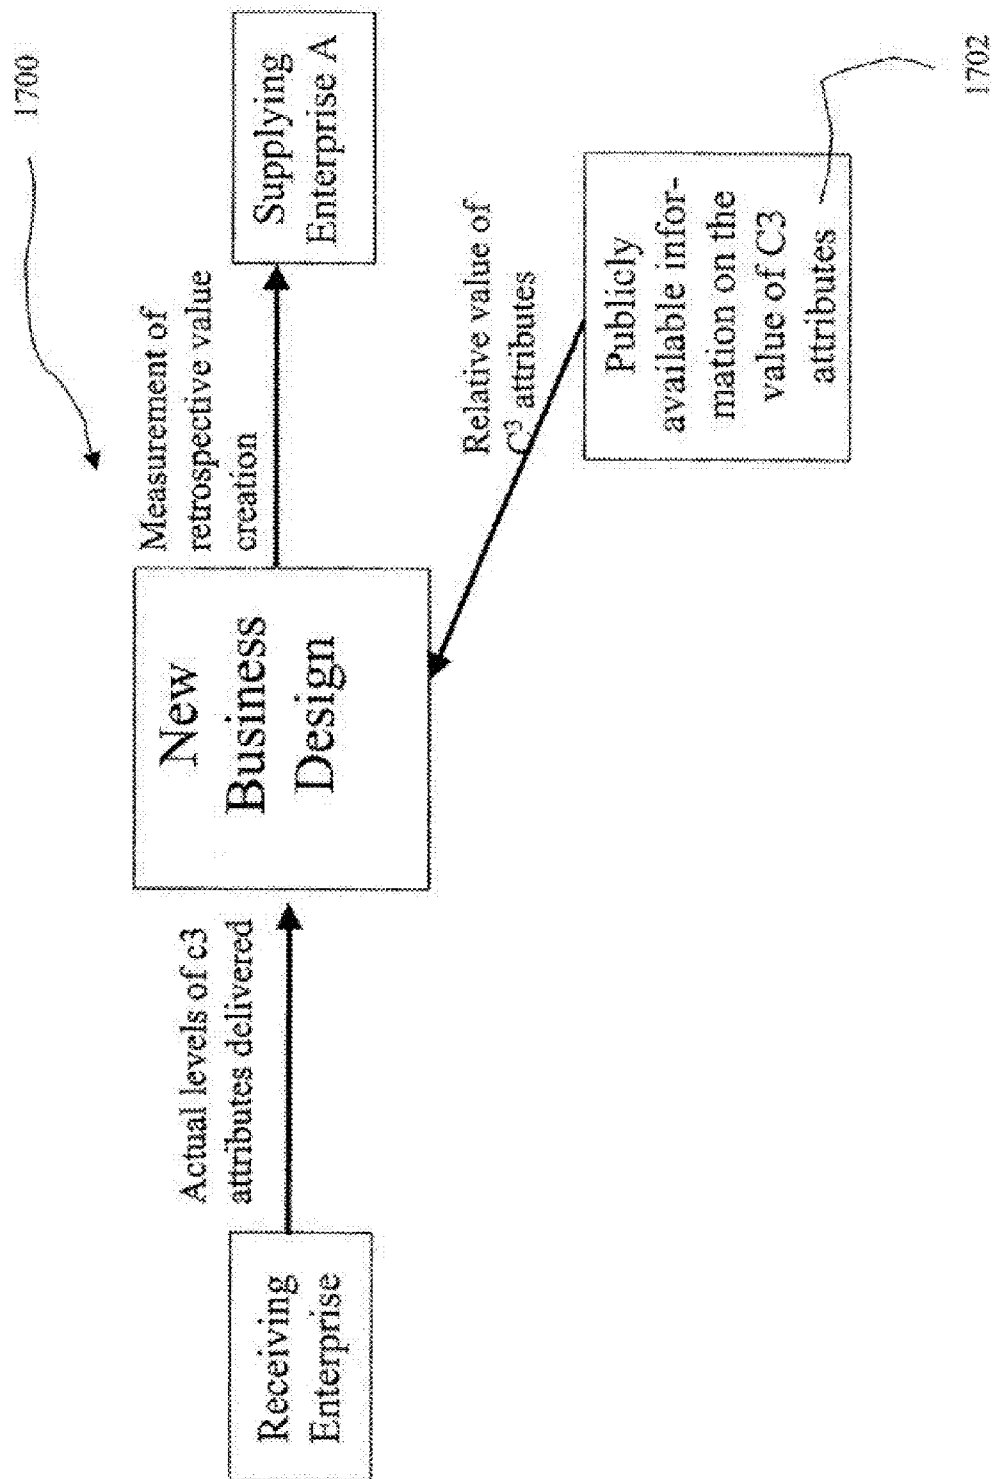 1700
Receiving
Enterprise
Actual levels of c3
attributes delivered
New
Business
Design
Measurement of
retrospective value
creation
Supplying
Enterprise A
Relative value of
C³ attributes
Publicly
available infor-
mation on the
value of C3
attributes
1702